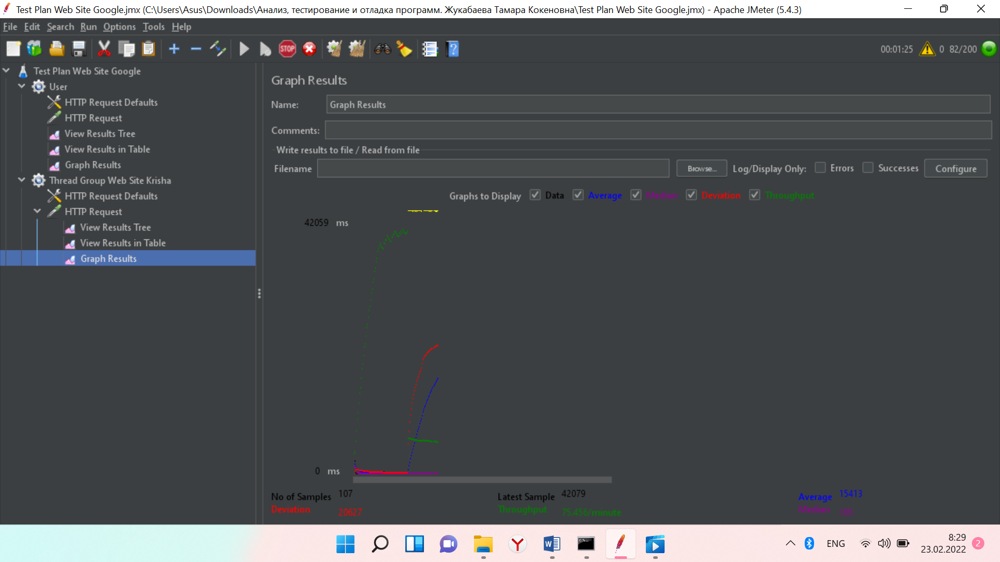 Test Plan Web Site Google.jmx (C:\Users\Asus\Downloads\Анализ, тестирование и отладка программ. Жукабаева Тамара Кокеновна\Test Plan Web Site Google.jmx) - Apache JMeter (5.4.3)
File Edit Search Run Options Tools Help
STOP
00:01:25 0 82/200
Test Plan Web Site Google
User
HTTP Request Defaults
HTTP Request
View Results Tree
View Results in Table
Graph Results
Thread Group Web Site Krisha
HTTP Request Defaults
HTTP Request
View Results Tree
View Results in Table
Graph Results
Graph Results
Name: Graph Results
Comments:
Write results to file / Read from file
Filename Browse... Log/Display Only: Errors Successes Configure
Graphs to Display Data Average Median Deviation Throughput
42059 ms
0 ms
No of Samples 107 Latest Sample 42079 Average 15413
Deviation 20627 Throughput 75.456/minute Median 165
ENG
8:29
23.02.2022
2